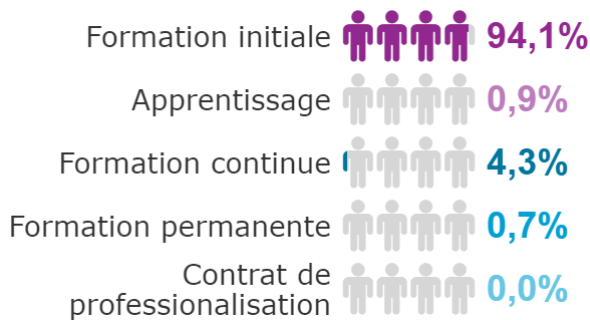 Formation initiale 94,1%
Apprentissage 0,9%
Formation continue 4,3%
Formation permanente 0,7%
Contrat de
professionalisation 0,0%